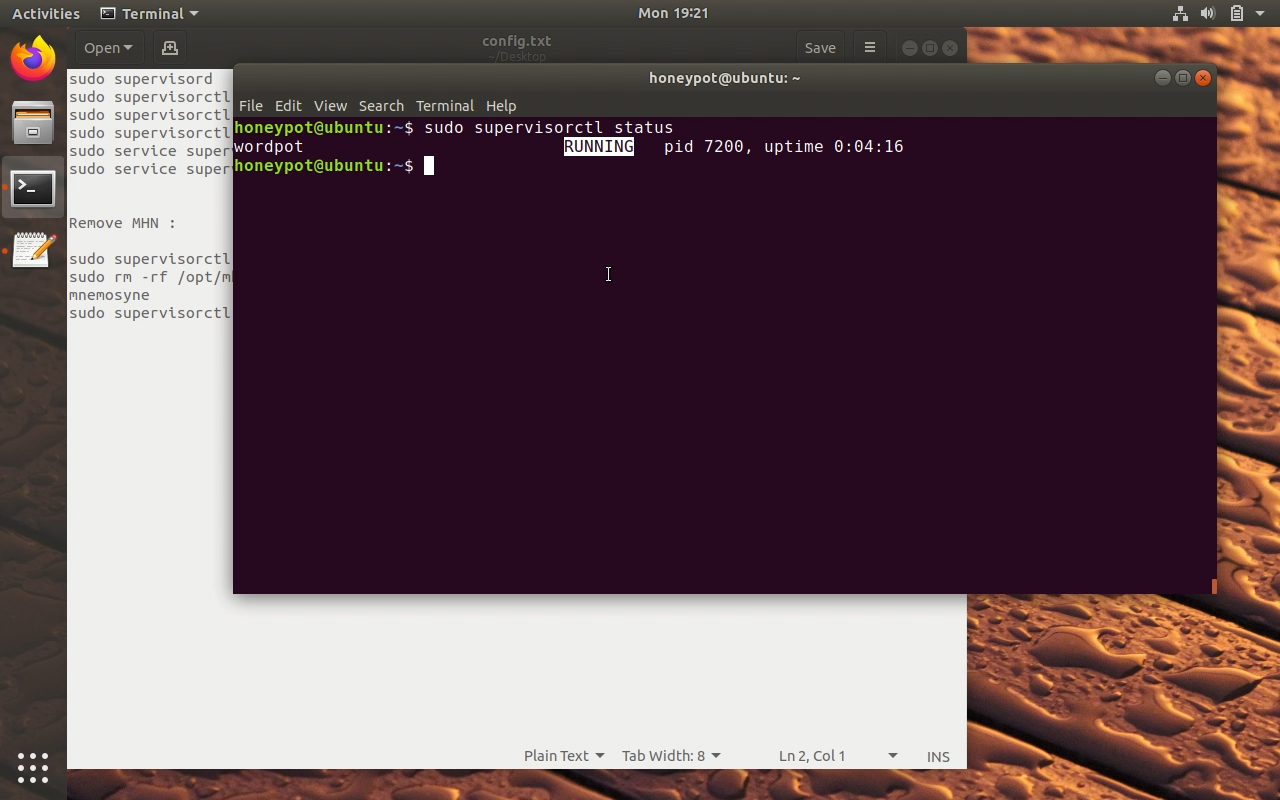 Activities
Terminal
Mon 19:21
Open
config.txt
~/Desktop
Save
sudo supervisord
sudo supervisorctl
sudo supervisorctl
sudo supervisorctl
sudo service super
sudo service super
Remove MHN :
sudo supervisorctl
sudo rm -rf /opt/m
mnemosyne
sudo supervisorctl
honeypot@ubuntu: ~
File Edit View Search Terminal Help
honeypot@ubuntu:~$ sudo supervisorctl status
wordpot RUNNING pid 7200, uptime 0:04:16
honeypot@ubuntu:~$
Plain Text Tab Width: 8 Ln 2, Col 1 INS